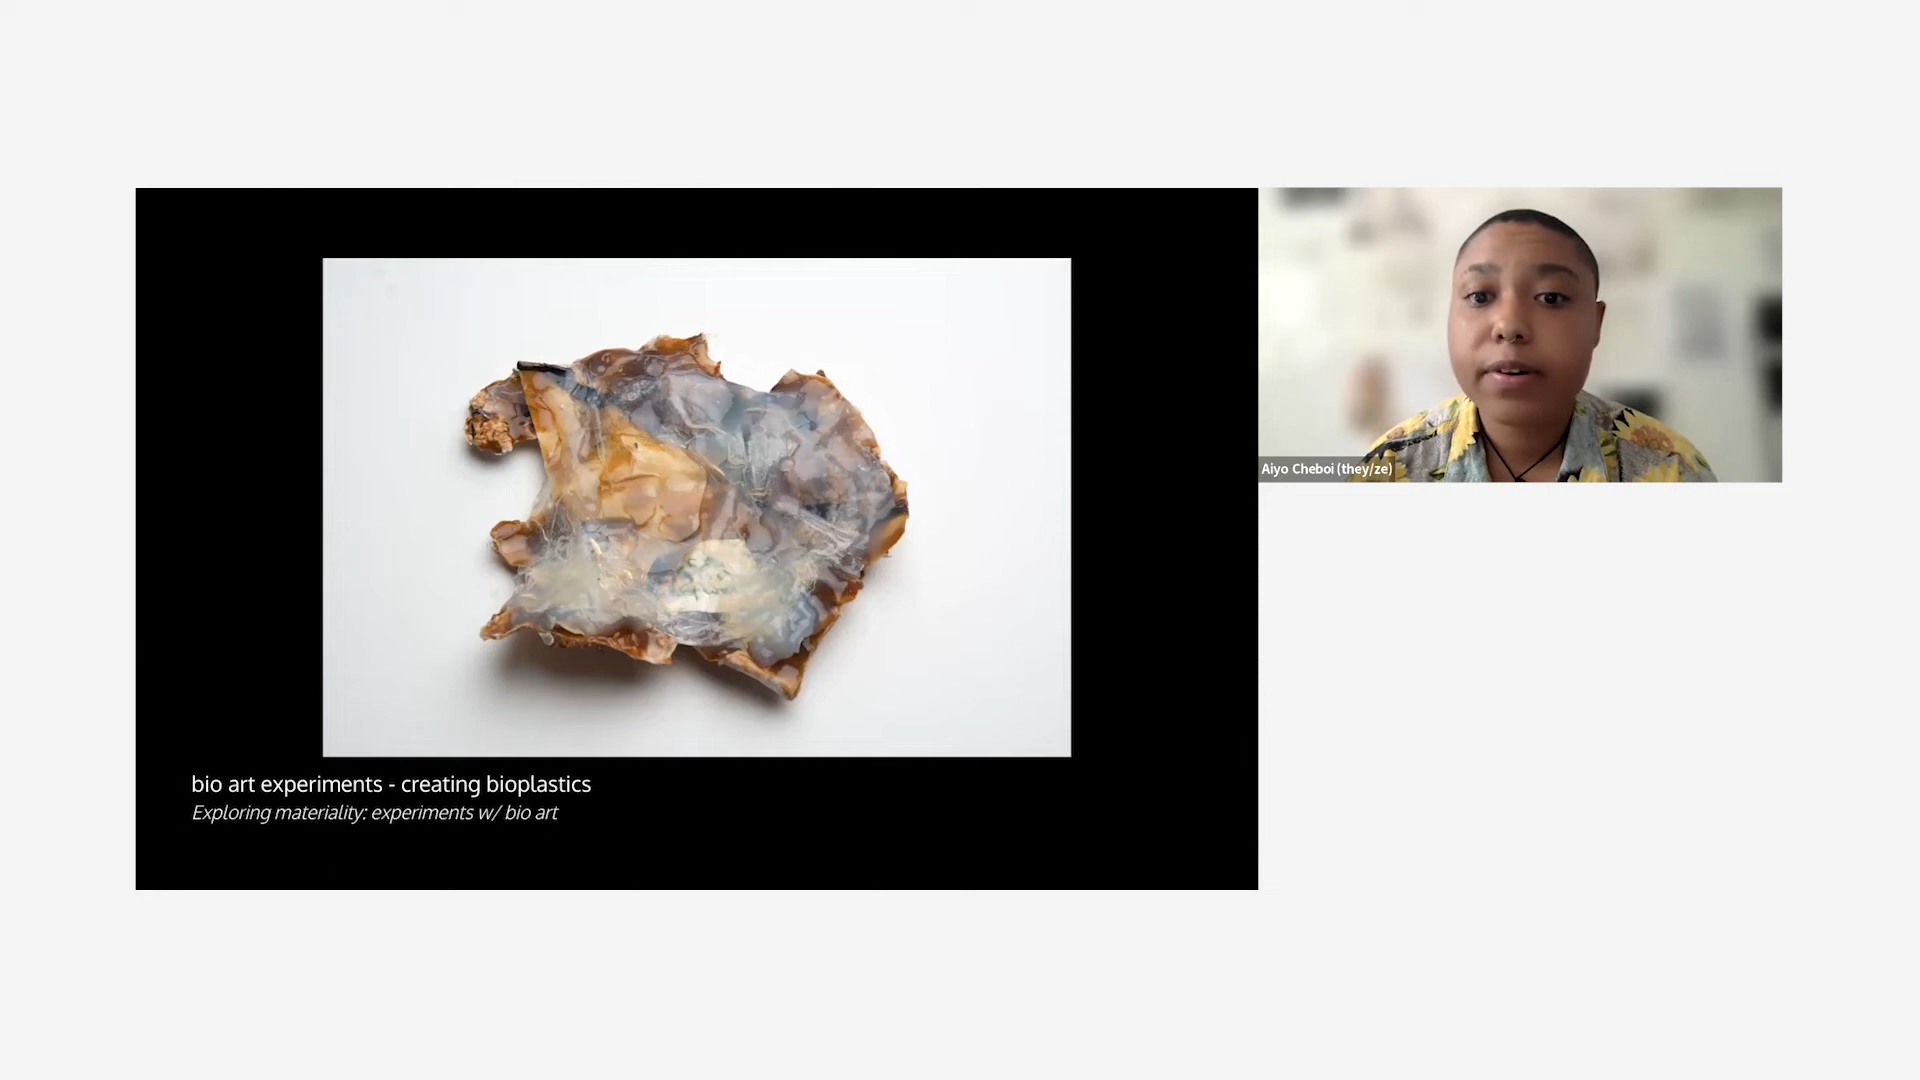 Aiyo Cheboi (they/ze)
bio art experiments - creating bioplastics
Exploring materiality: experiments w/ bio art